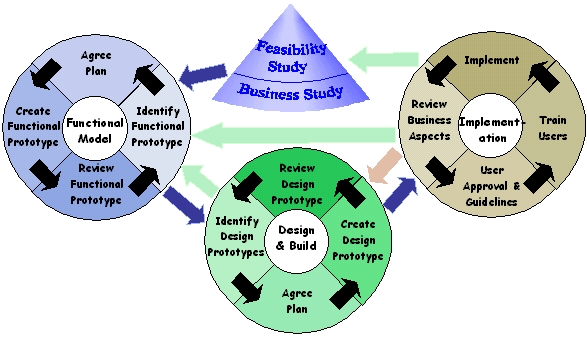 Feasibility
Study
Business Study
Agree
Plan
Create
Functional
Prototype
Functional
Model
Identify
Functional
Prototype
Review
Functional
Prototype
Implement
Review
Business
Aspects
Implement-
ation
Train
Users
User
Approval &
Guidelines
Review
Design
Prototype
Identify
Design
Prototypes
Design
& Build
Create
Design
Prototype
Agree
Plan